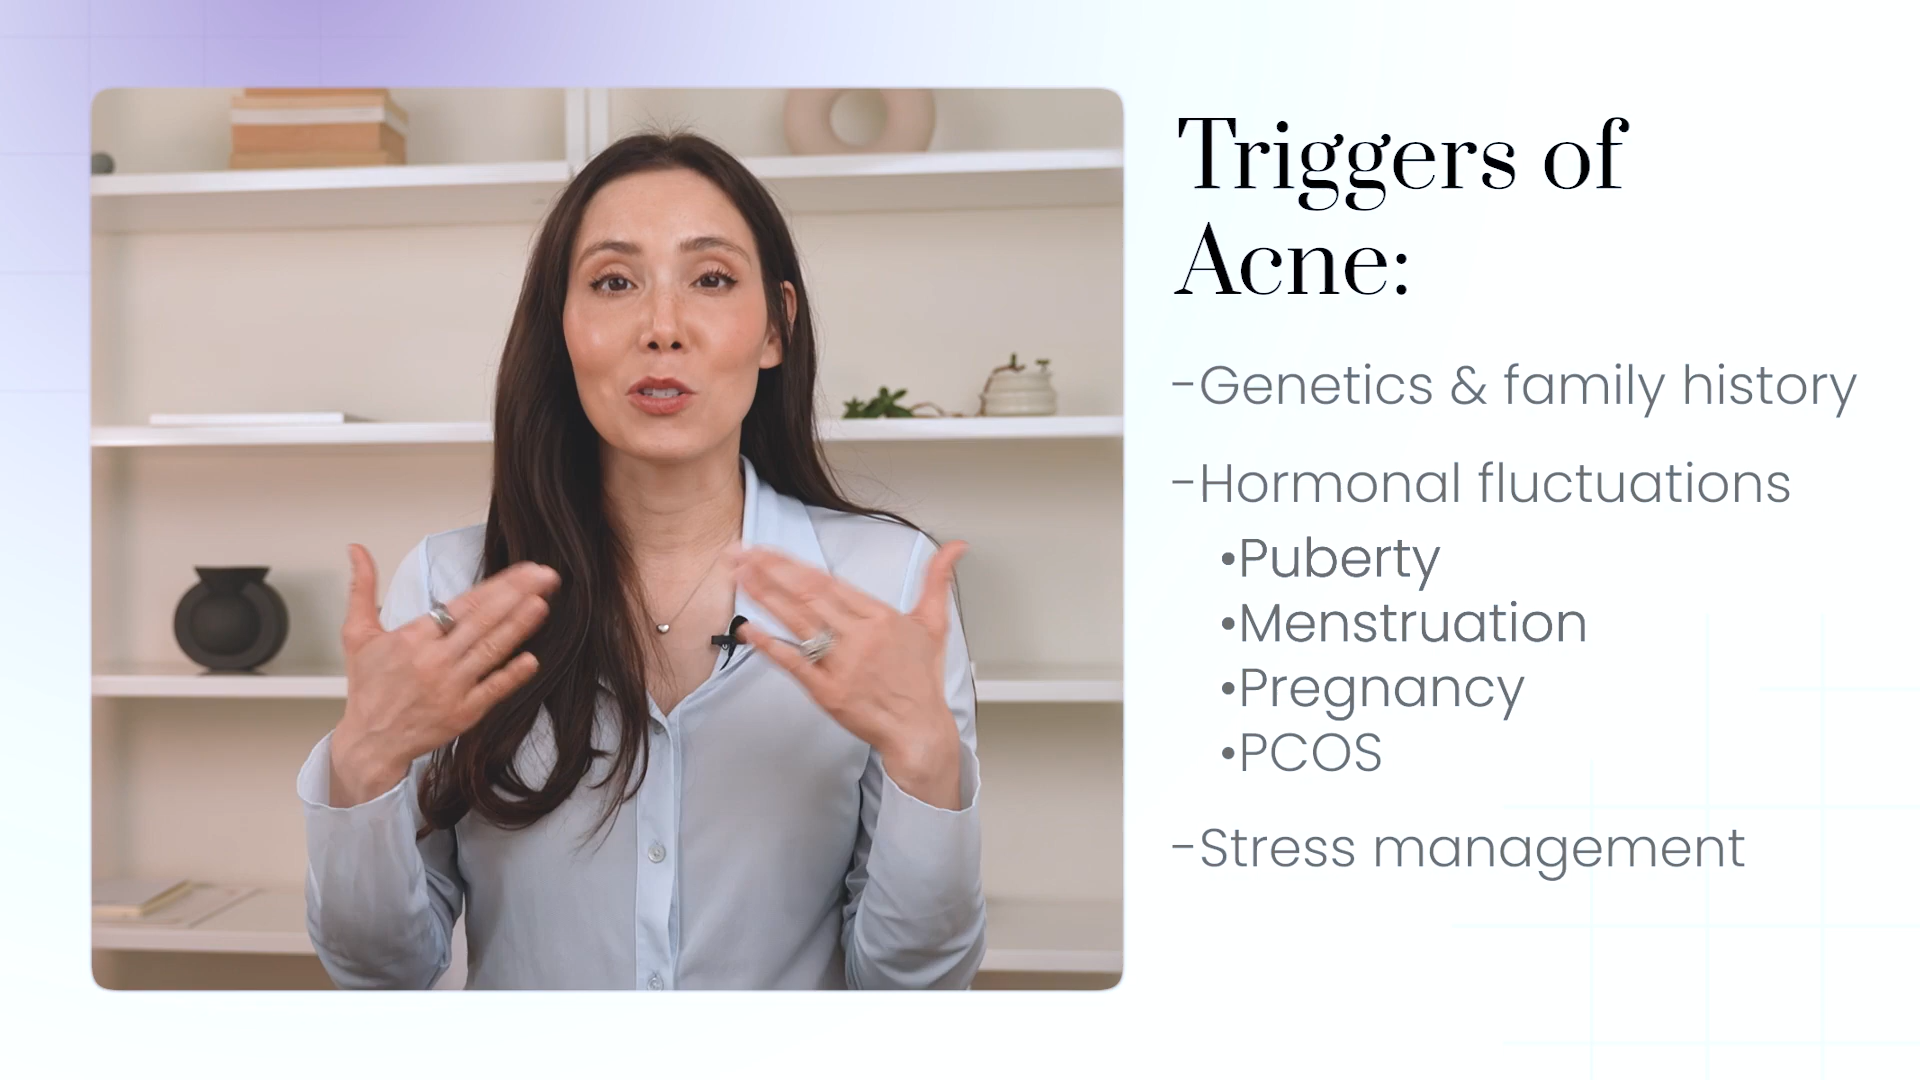 Triggers of
Acne:
-Genetics & family history
-Hormonal fluctuations
•Puberty
•Menstruation
•Pregnancy
•PCOS
-Stress management